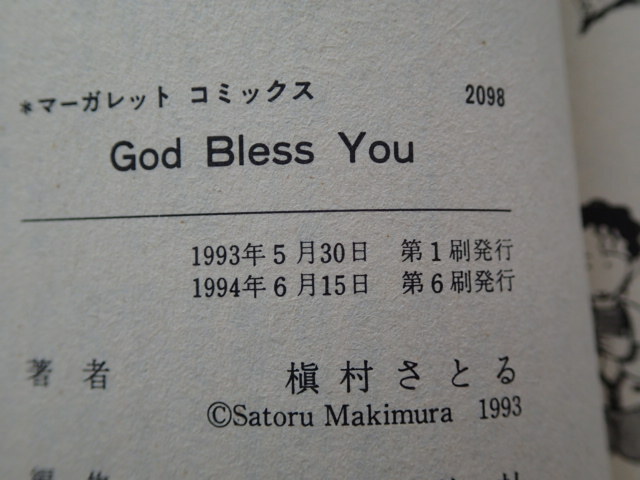 *マーガレット コミックス 2098
God Bless You
1993年5月30日 第1刷発行
1994年6月15日 第6刷発行
著者 槇村さとる
©Satoru Makimura 1993